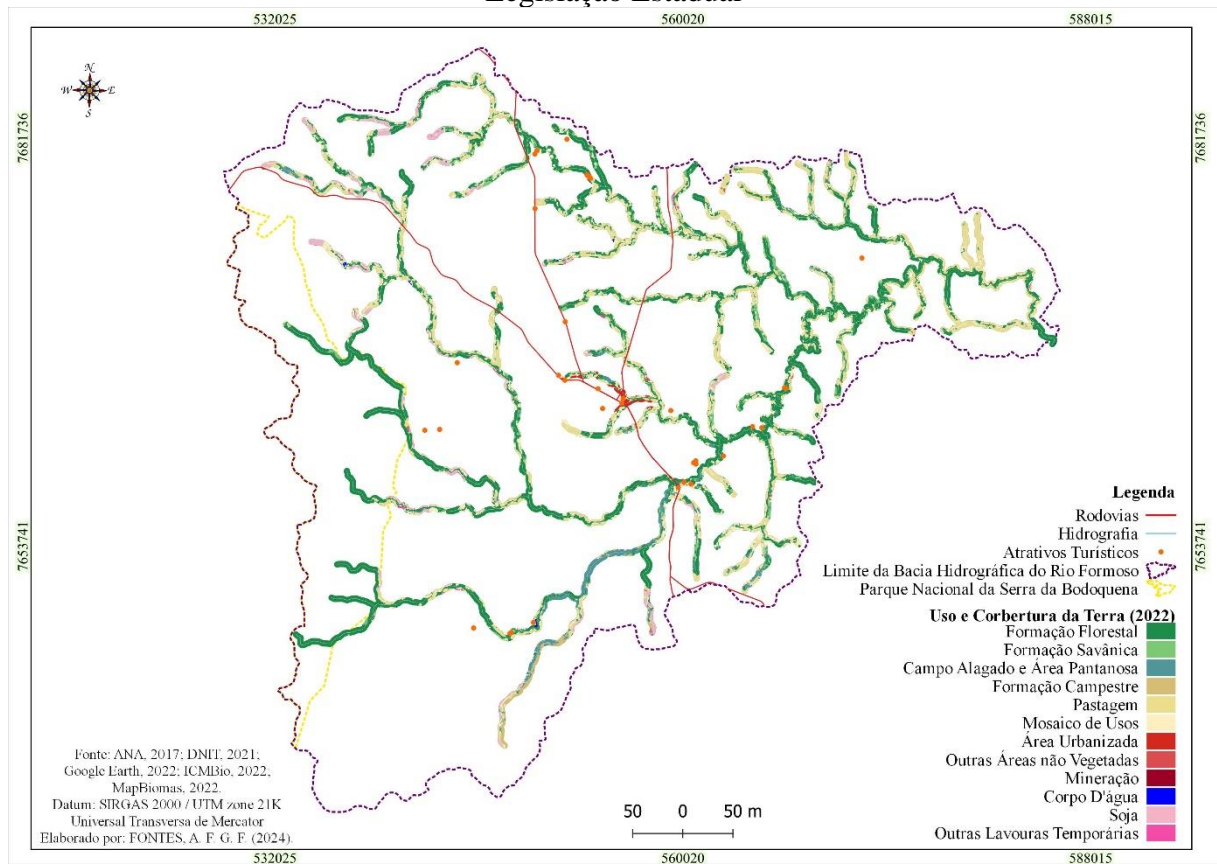 Legislação Estadual
532025
560020
588015
N
W
E
S
7681736
7681736
7653741
7653741
Legenda
Rodovias
Hidrografia
Atrativos Turísticos
Limite da Bacia Hidrográfica do Rio Formoso
Parque Nacional da Serra da Bodoquena
Uso e Corbertura da Terra (2022)
Formação Florestal
Formação Savânica
Campo Alagado e Área Pantanosa
Formação Campestre
Pastagem
Mosaico de Usos
Área Urbanizada
Outras Áreas não Vegetadas
Mineração
Corpo D'água
Soja
Outras Lavouras Temporárias
Fonte: ANA, 2017; DNIT, 2021;
Google Earth, 2022; ICMBio, 2022;
MapBiomas, 2022.
Datum: SIRGAS 2000 / UTM zone 21K
Universal Transversa de Mercator
Elaborado por: FONTES, A. F. G. F. (2024).
50 0 50 m
532025
560020
588015